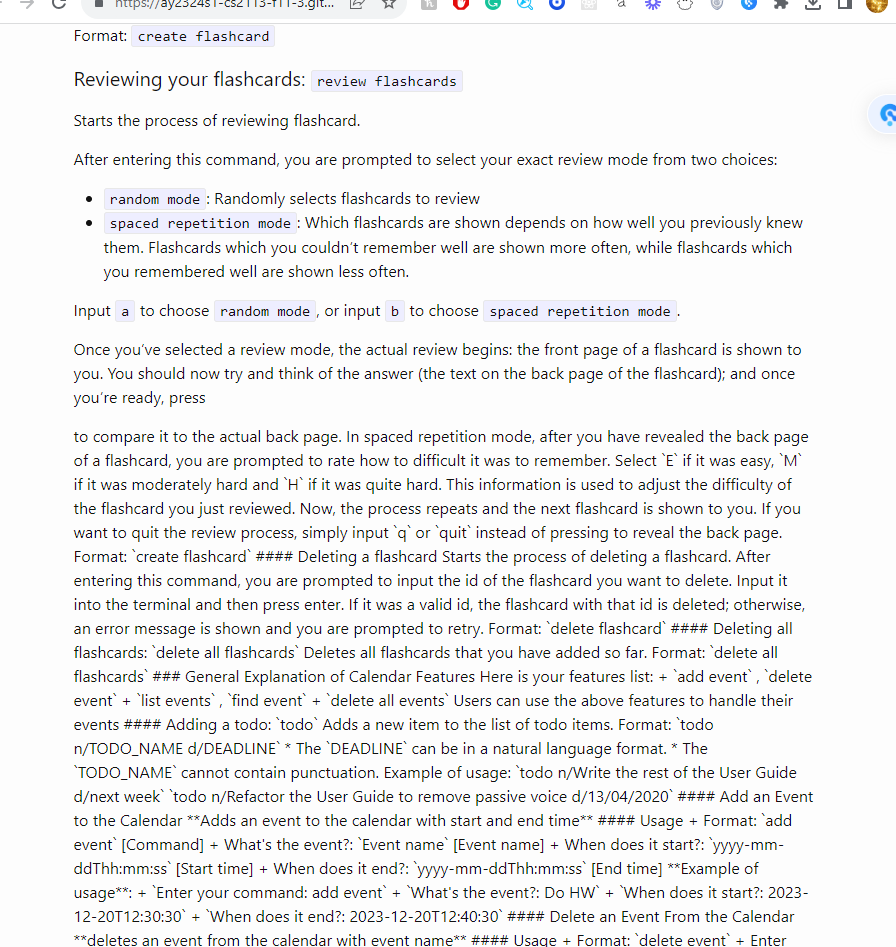 https://ay2324s1-cs2113-f11-3.git...
Format: create flashcard
Reviewing your flashcards: review flashcards
Starts the process of reviewing flashcard.
After entering this command, you are prompted to select your exact review mode from two choices:
random mode : Randomly selects flashcards to review
spaced repetition mode : Which flashcards are shown depends on how well you previously knew
them. Flashcards which you couldn’t remember well are shown more often, while flashcards which
you remembered well are shown less often.
Input a to choose random mode , or input b to choose spaced repetition mode .
Once you’ve selected a review mode, the actual review begins: the front page of a flashcard is shown to
you. You should now try and think of the answer (the text on the back page of the flashcard); and once
you’re ready, press
to compare it to the actual back page. In spaced repetition mode, after you have revealed the back page
of a flashcard, you are prompted to rate how to difficult it was to remember. Select `E` if it was easy, `M`
if it was moderately hard and `H` if it was quite hard. This information is used to adjust the difficulty of
the flashcard you just reviewed. Now, the process repeats and the next flashcard is shown to you. If you
want to quit the review process, simply input `q` or `quit` instead of pressing to reveal the back page.
Format: `create flashcard` #### Deleting a flashcard Starts the process of deleting a flashcard. After
entering this command, you are prompted to input the id of the flashcard you want to delete. Input it
into the terminal and then press enter. If it was a valid id, the flashcard with that id is deleted; otherwise,
an error message is shown and you are prompted to retry. Format: `delete flashcard` #### Deleting all
flashcards: `delete all flashcards` Deletes all flashcards that you have added so far. Format: `delete all
flashcards` ### General Explanation of Calendar Features Here is your features list: + `add event` , `delete
event` + `list events` , `find event` + `delete all events` Users can use the above features to handle their
events #### Adding a todo: `todo` Adds a new item to the list of todo items. Format: `todo
n/TODO_NAME d/DEADLINE` * The `DEADLINE` can be in a natural language format. * The
`TODO_NAME` cannot contain punctuation. Example of usage: `todo n/Write the rest of the User Guide
d/next week` `todo n/Refactor the User Guide to remove passive voice d/13/04/2020` #### Add an Event
to the Calendar **Adds an event to the calendar with start and end time** #### Usage + Format: `add
event` [Command] + What's the event?: `Event name` [Event name] + When does it start?: `yyyy-mm-
ddThh:mm:ss` [Start time] + When does it end?: `yyyy-mm-ddThh:mm:ss` [End time] **Example of
usage**: + `Enter your command: add event` + `What's the event?: Do HW` + `When does it start?: 2023-
12-20T12:30:30` + `When does it end?: 2023-12-20T12:40:30` #### Delete an Event From the Calendar
**deletes an event from the calendar with event name** #### Usage + Format: `delete event` + Enter